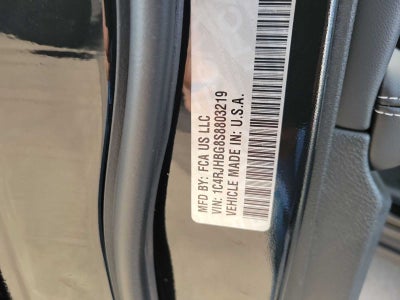 MFD BY: FCA US LLC
VIN: 1C4RJHBG8S8803219
VEHICLE MADE IN: U.S.A.